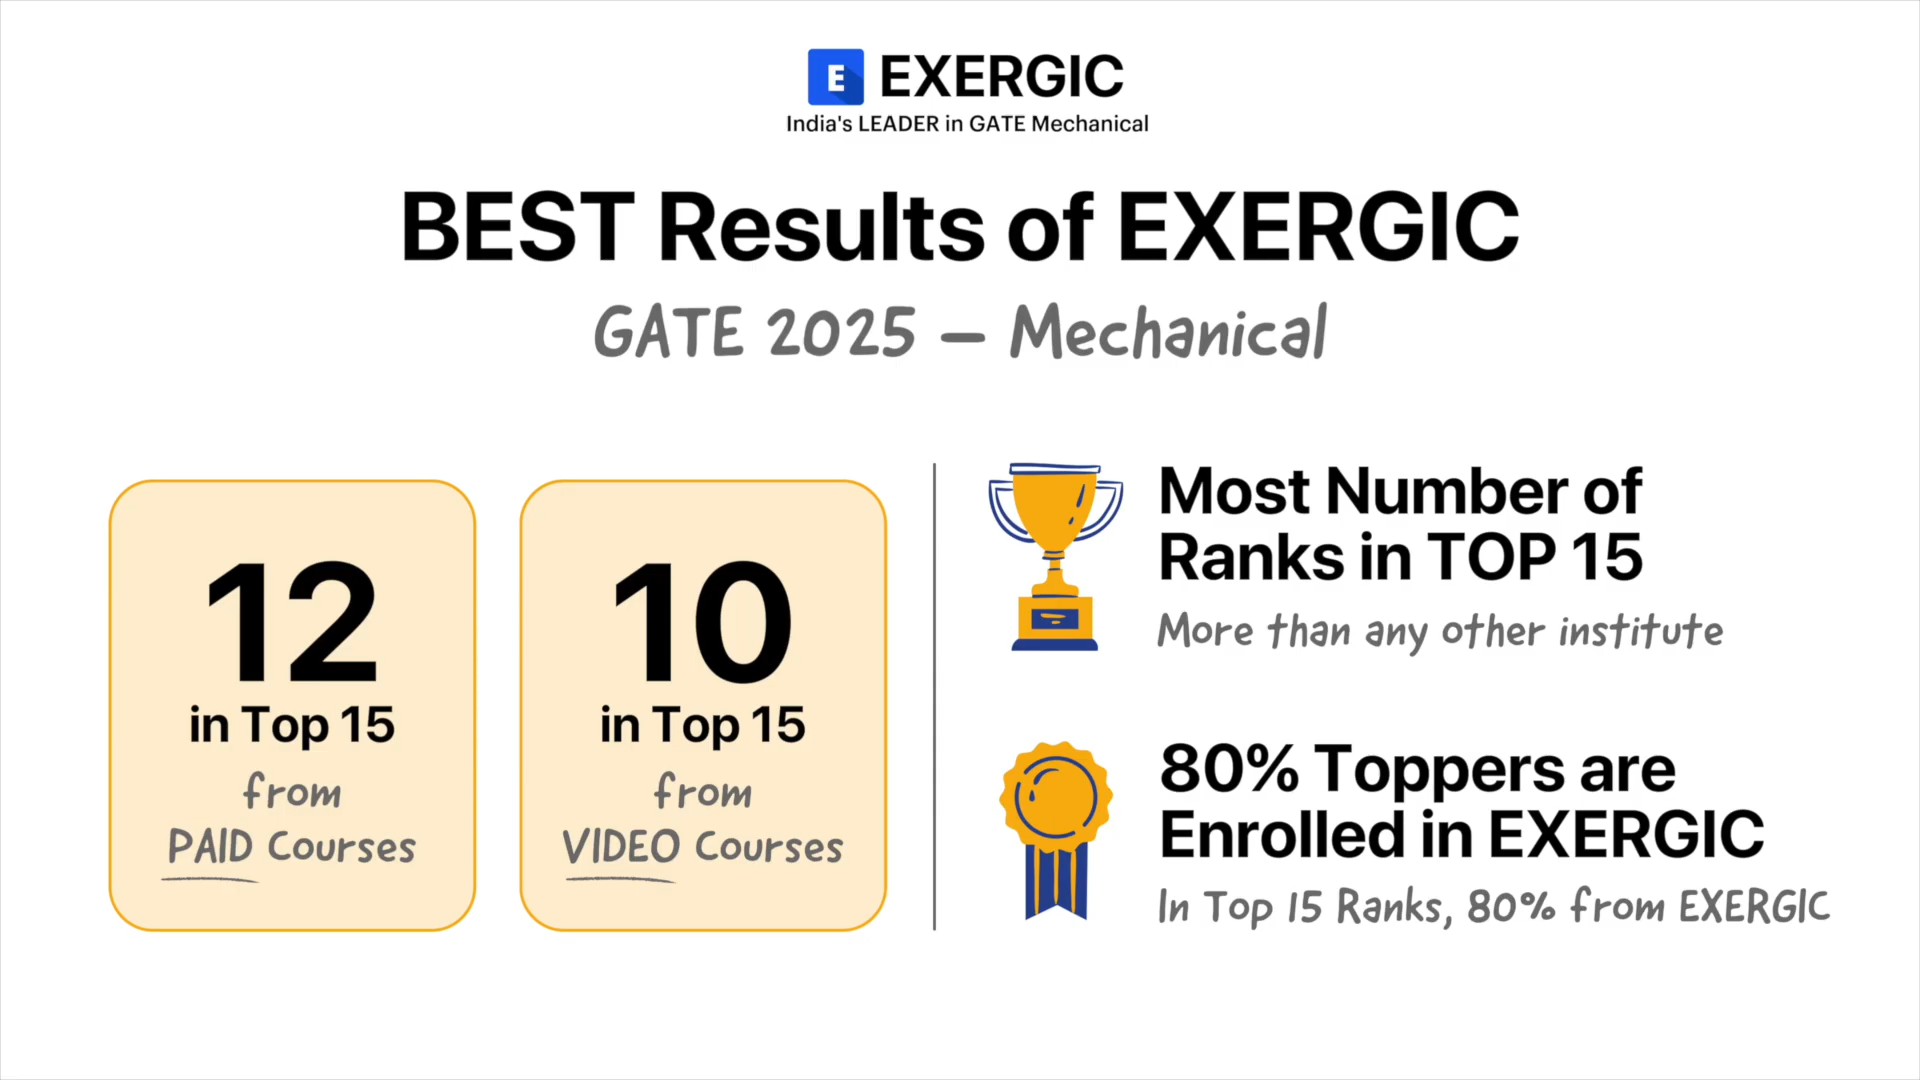 E EXERGIC
India's LEADER in GATE Mechanical
BEST Results of EXERGIC
GATE 2025 – Mechanical
12
in Top 15
from
PAID Courses
10
in Top 15
from
VIDEO Courses
Most Number of
Ranks in TOP 15
More than any other institute
80% Toppers are
Enrolled in EXERGIC
In Top 15 Ranks, 80% from EXERGIC